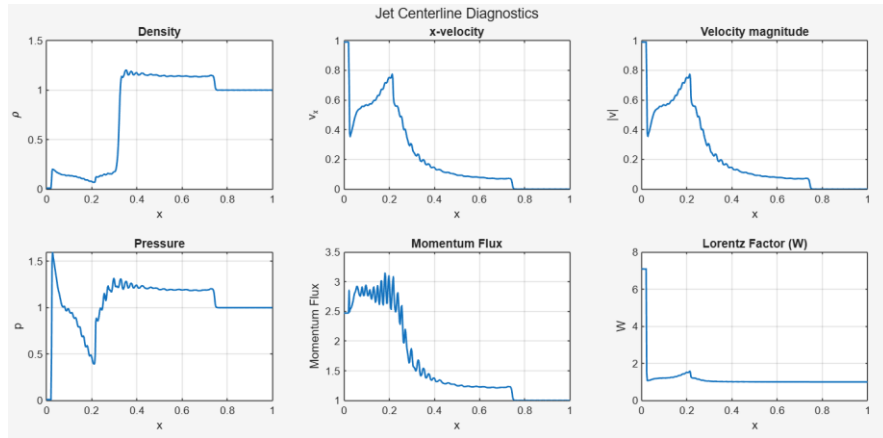 Jet Centerline Diagnostics
Density
x-velocity
Velocity magnitude
1.5
1
0.5
0
ρ
0 0.2 0.4 0.6 0.8 1
x
1
0.8
0.6
0.4
0.2
0
vₓ
0 0.2 0.4 0.6 0.8 1
x
1
0.8
0.6
0.4
0.2
0
|v|
0 0.2 0.4 0.6 0.8 1
x
Pressure
Momentum Flux
Lorentz Factor (W)
1.5
1
0.5
0
p
0 0.2 0.4 0.6 0.8 1
x
3.5
3
2.5
2
1.5
1
Momentum Flux
0 0.2 0.4 0.6 0.8 1
x
8
6
4
2
0
W
0 0.2 0.4 0.6 0.8 1
x